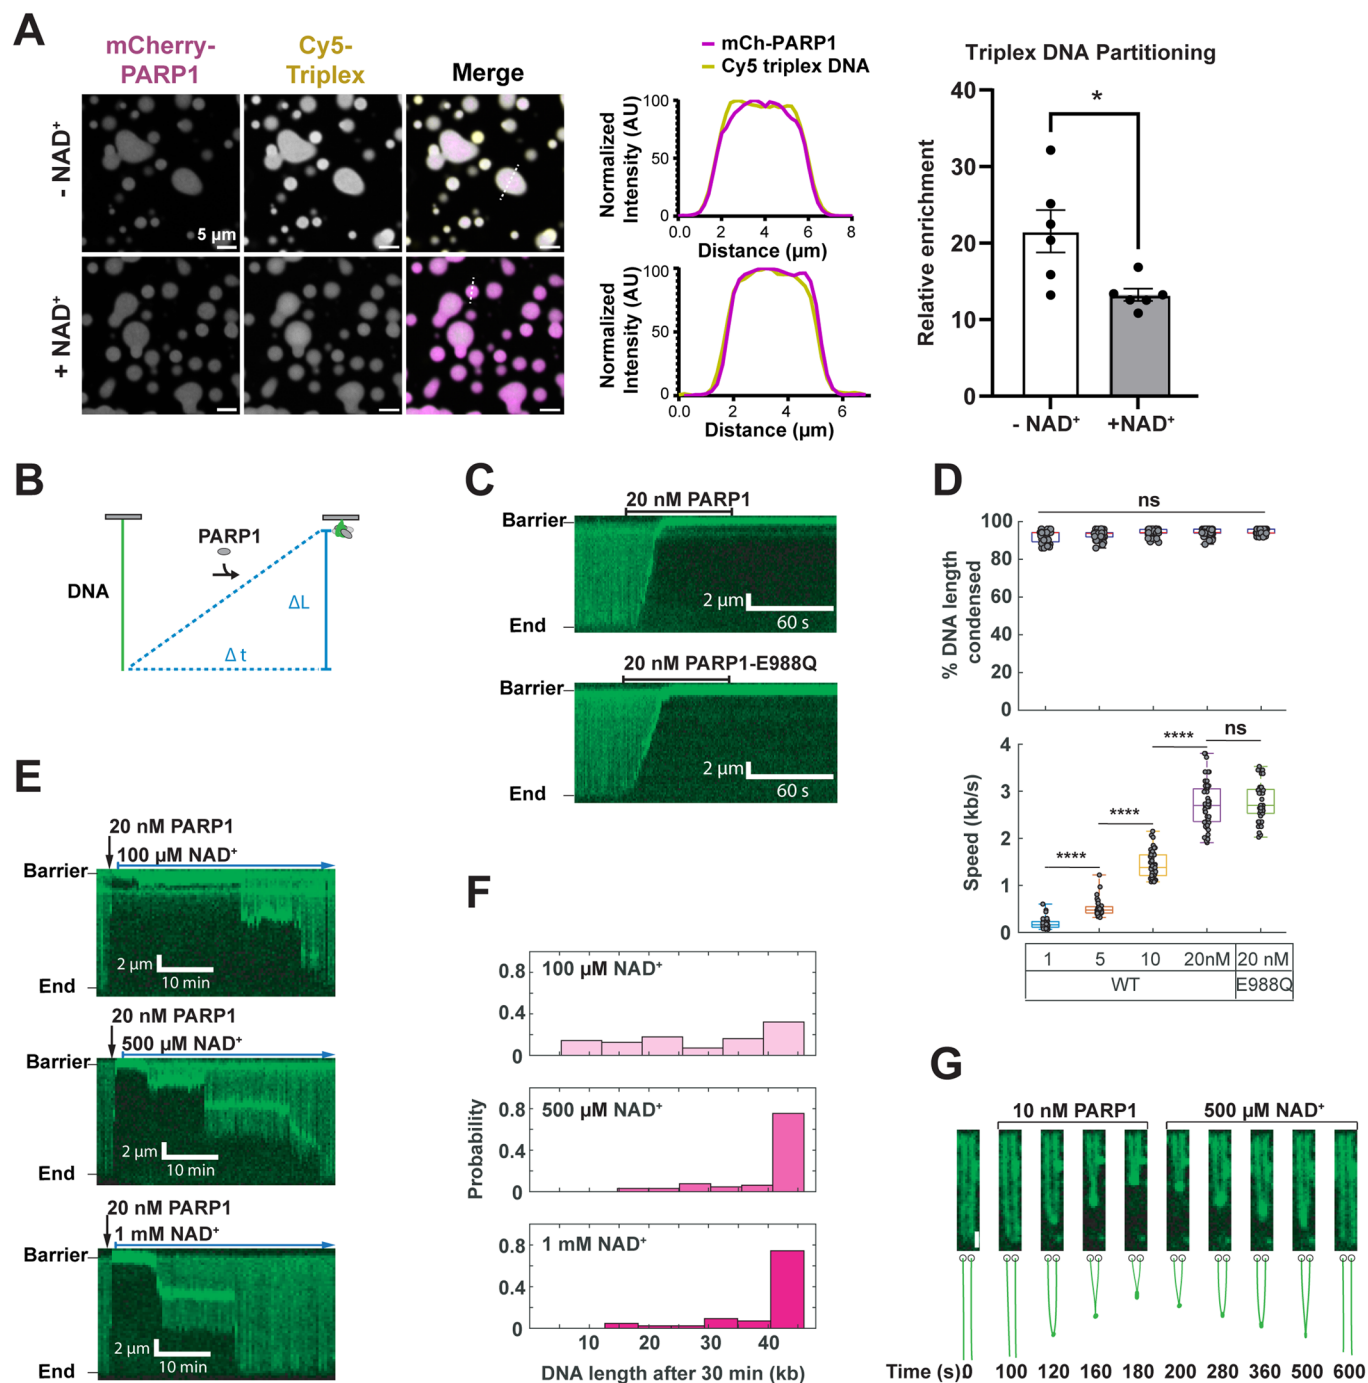 A
mCherry-
PARP1
Cy5-
Triplex
Merge
- NAD+
+ NAD+
5 µm
mCh-PARP1
Cy5 triplex DNA
Normalized
Intensity (AU)
100
50
0
0.0 2 4 6 8
Distance (µm)
Normalized
Intensity (AU)
100
50
0
0.0 2 4 6
Distance (µm)
Triplex DNA Partitioning
*
Relative enrichment
40
30
20
10
0
- NAD+ +NAD+
B
PARP1
DNA
ΔL
Δ t
C
20 nM PARP1
Barrier
End
2 µm
60 s
20 nM PARP1-E988Q
Barrier
End
2 µm
60 s
D
ns
% DNA length
condensed
100
80
60
40
20
0
**** **** **** ns
Speed (kb/s)
4
3
2
1
0
1 5 10 20nM 20 nM
WT E988Q
E
20 nM PARP1
100 µM NAD+
Barrier
End
2 µm
10 min
20 nM PARP1
500 µM NAD+
Barrier
End
2 µm
10 min
20 nM PARP1
1 mM NAD+
Barrier
End
2 µm
10 min
F
Probability
100 µM NAD+
0.8
0.4
0
500 µM NAD+
0.8
0.4
0
1 mM NAD+
0.8
0.4
0
10 20 30 40
DNA length after 30 min (kb)
G
10 nM PARP1 500 µM NAD+
Time (s): 0 100 120 160 180 200 280 360 500 600